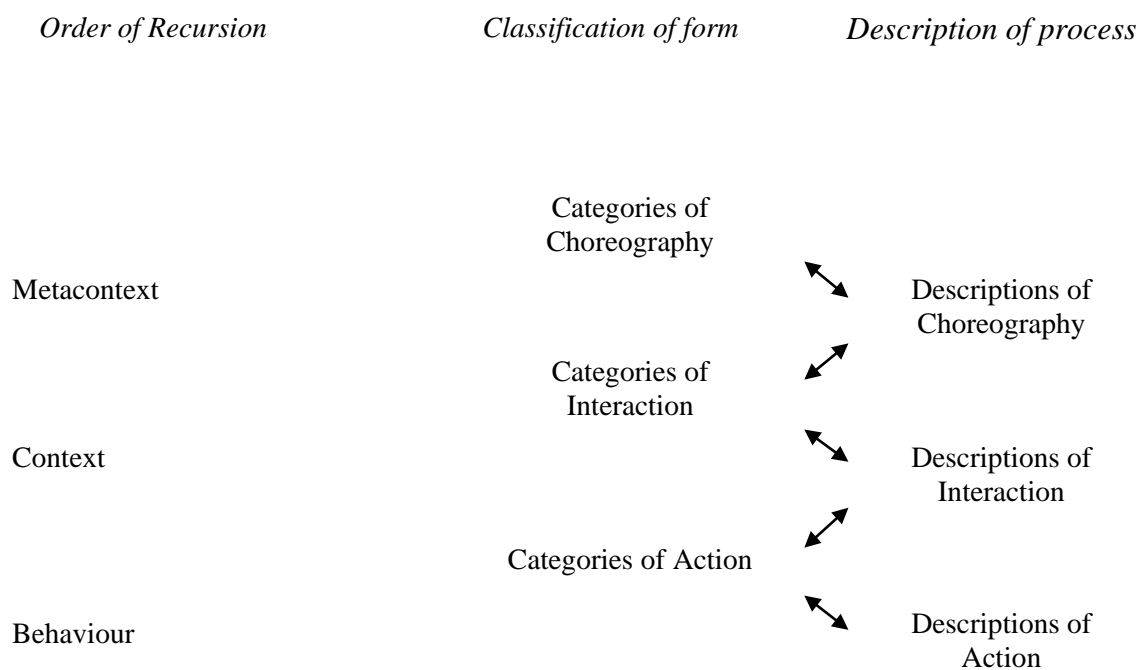 Order of Recursion Classification of form Description of process
Categories of
Choreography
Metacontext Descriptions of
Choreography
Categories of
Interaction
Context Descriptions of
Interaction
Categories of Action
Behaviour Descriptions of
Action